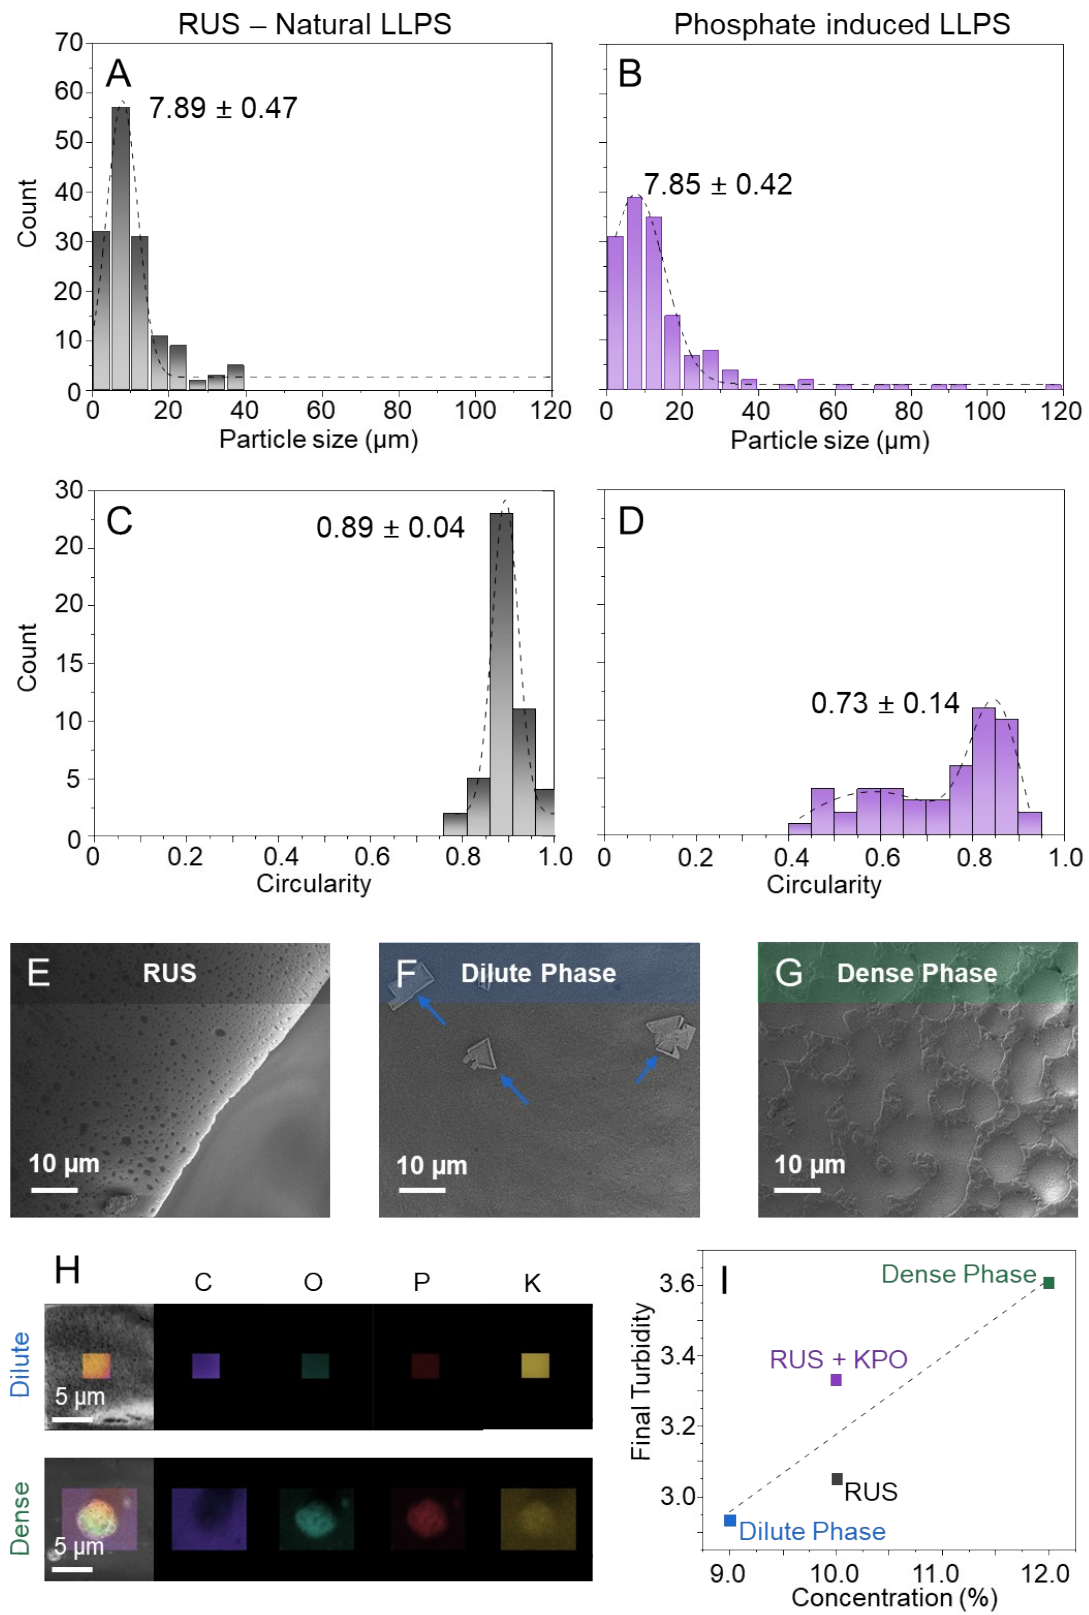 RUS – Natural LLPS
Phosphate induced LLPS
A
7.89 ± 0.47
70
60
50
40
30
20
10
0
Count
0 20 40 60 80 100 120
Particle size (µm)
B
7.85 ± 0.42
0 20 40 60 80 100 120
Particle size (µm)
C
0.89 ± 0.04
30
20
20
15
10
5
0
Count
0 0.2 0.4 0.6 0.8 1.0
Circularity
D
0.73 ± 0.14
0 0.2 0.4 0.6 0.8 1.0
Circularity
E
RUS
10 µm
F
Dilute Phase
10 µm
G
Dense Phase
10 µm
H
C O P K
Dilute
5 µm
Dense
5 µm
I
Dense Phase
RUS + KPO
RUS
Dilute Phase
3.6
3.4
3.2
3.0
Final Turbidity
9.0 10.0 11.0 12.0
Concentration (%)